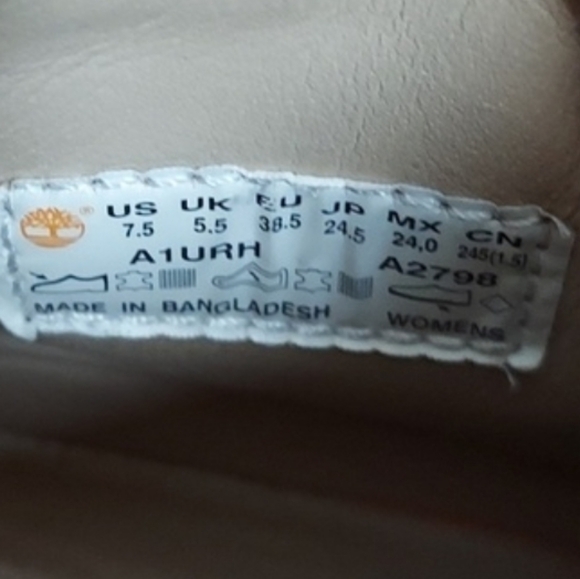 US UK EU JP MX CN
7.5 5.5 38.5 24.5 24.0 245(1.5)
A1URH A2798
MADE IN BANGLADESH WOMENS